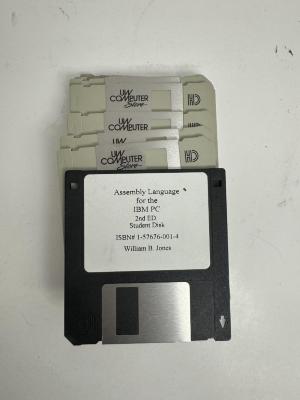 UW
COMPUTER
Store
HD
UW
COMPUTER
HD
UW
COMPUTER
Store
HD
Assembly Language
for the
IBM PC
2nd ED.
Student Disk
ISBN# 1-57676-001-4
William B. Jones